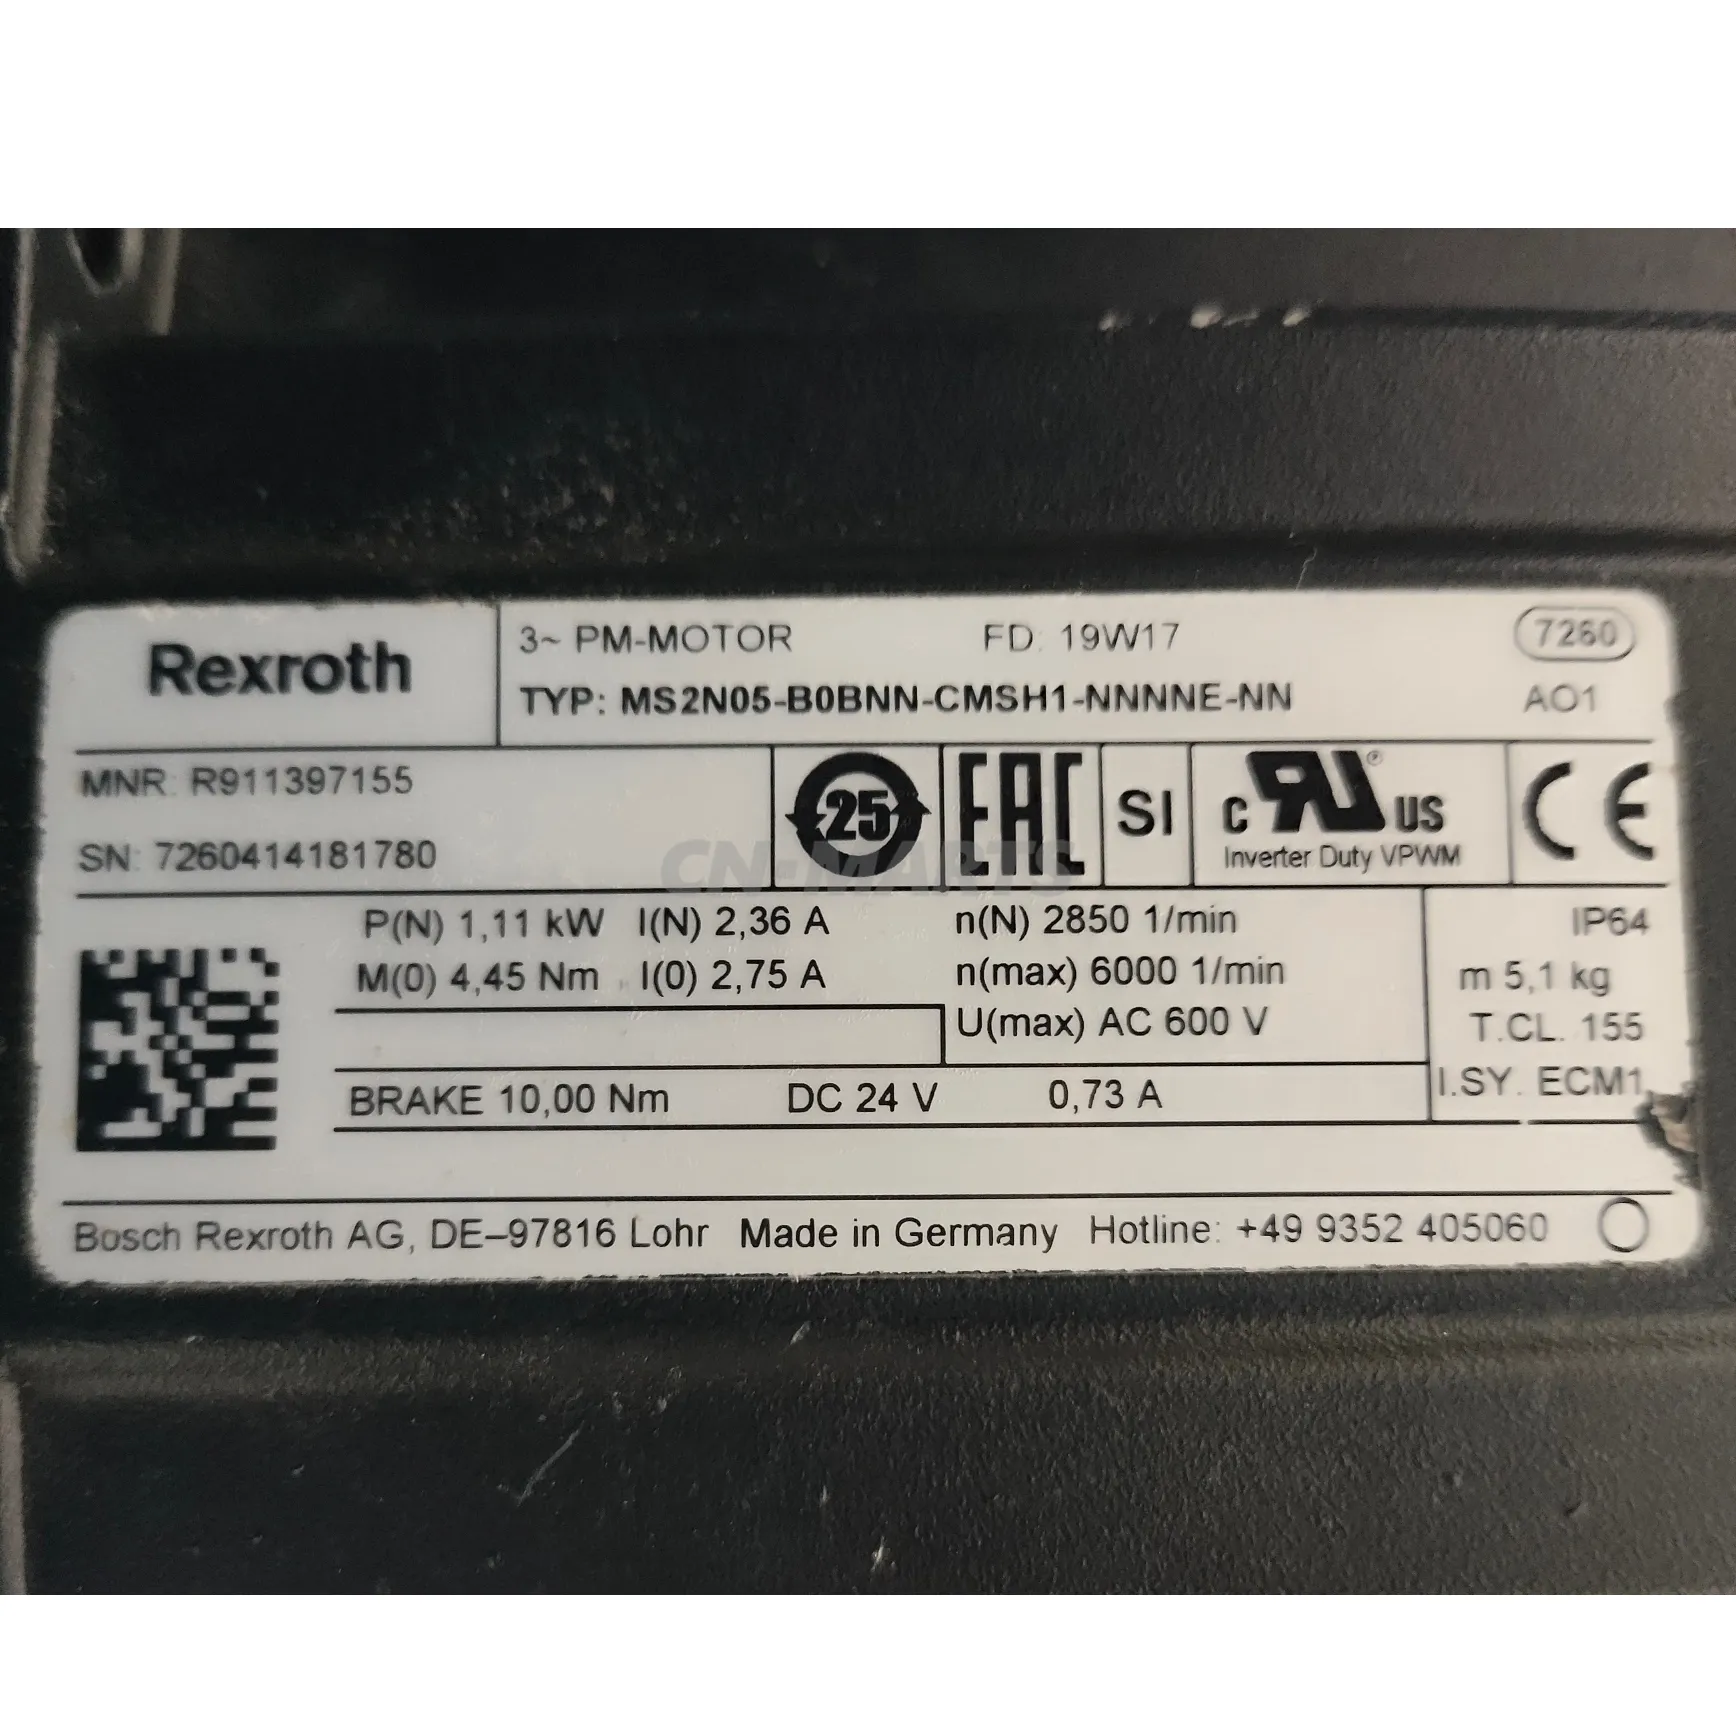 Rexroth
3~ PM-MOTOR FD: 19W17 7260
TYP: MS2N05-B0BNN-CMSH1-NNNNE-NN AO1
MNR: R911397155
SN: 7260414181780
25
EAC
SI
c RU ® US
Inverter Duty VPWM
CE
CN-MARTS
P(N) 1,11 kW I(N) 2,36 A n(N) 2850 1/min IP64
M(0) 4,45 Nm I(0) 2,75 A n(max) 6000 1/min m 5,1 kg
U(max) AC 600 V T.CL. 155
BRAKE 10,00 Nm DC 24 V 0,73 A I.SY. ECM1
Bosch Rexroth AG, DE–97816 Lohr Made in Germany Hotline: +49 9352 405060